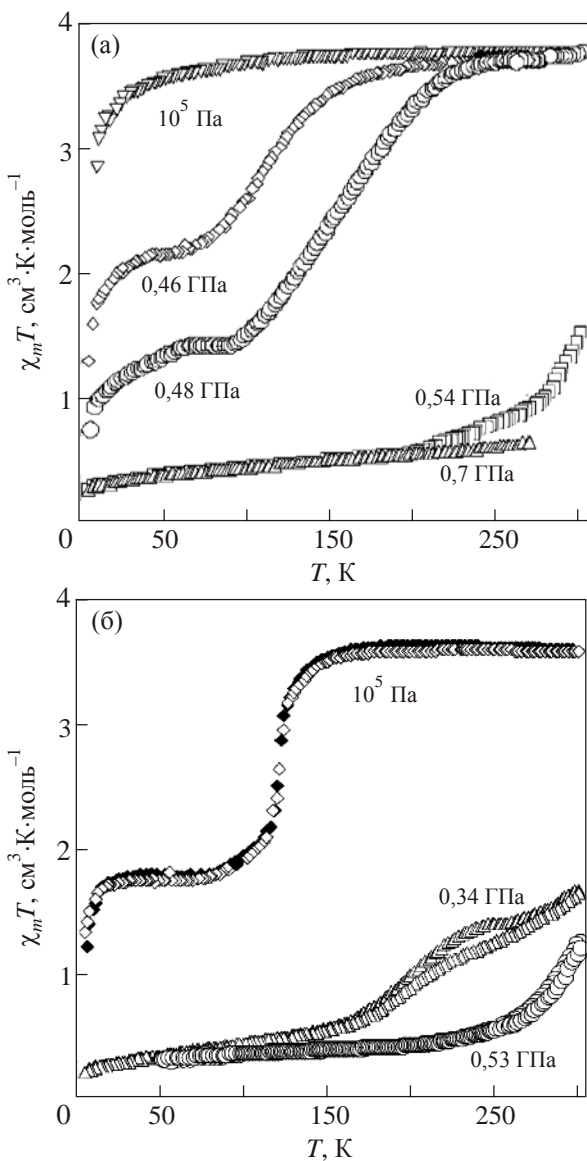 (а)
4
3
2
1
0
χₘT, см³·К·моль⁻¹
10⁵ Па
0,46 ГПа
0,48 ГПа
0,54 ГПа
0,7 ГПа
50
150
250
T, К
(б)
4
3
2
1
0
χₘT, см³·К·моль⁻¹
10⁵ Па
0,34 ГПа
0,53 ГПа
50
150
250
T, К